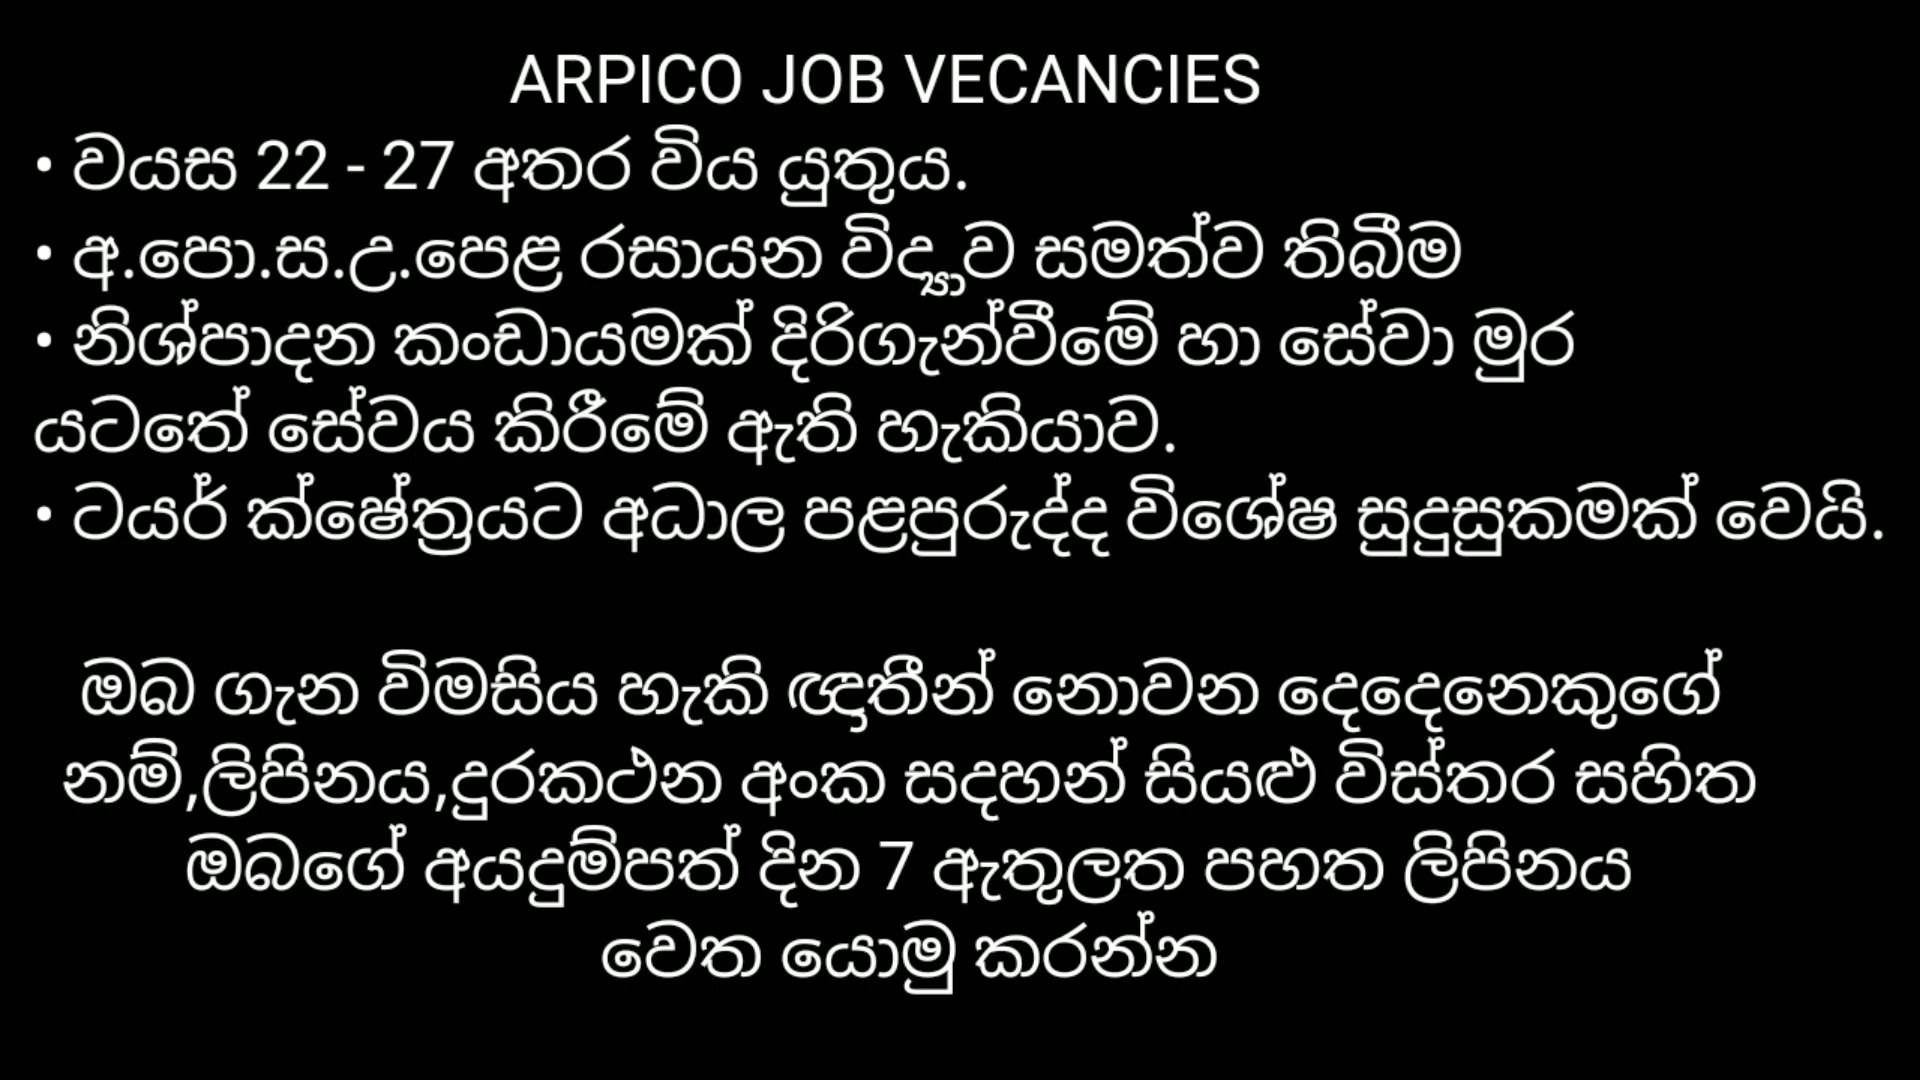 ARPICO JOB VECANCIES
• වයස 22 - 27 අතර විය යුතුය.
• අ.පො.ස.උ.පෙළ රසායන විද්‍යාව සමත්ව තිබීම
• නිශ්පාදන කංඩායමක් දිරිගැන්වීමේ හා සේවා මුර
යටතේ සේවය කිරීමේ ඇති හැකියාව.
• ටයර් ක්ෂේත්‍රයට අධාල පළපුරුද්ද විශේෂ සුදුසුකමක් වෙයි.
ඔබ ගැන විමසිය හැකි ඥාතීන් නොවන දෙදෙනෙකුගේ
නම්,ලිපිනය,දුරකථන අංක සදහන් සියළු විස්තර සහිත
ඔබගේ අයදුම්පත් දින 7 ඇතුලත පහත ලිපිනය
වෙත යොමු කරන්න